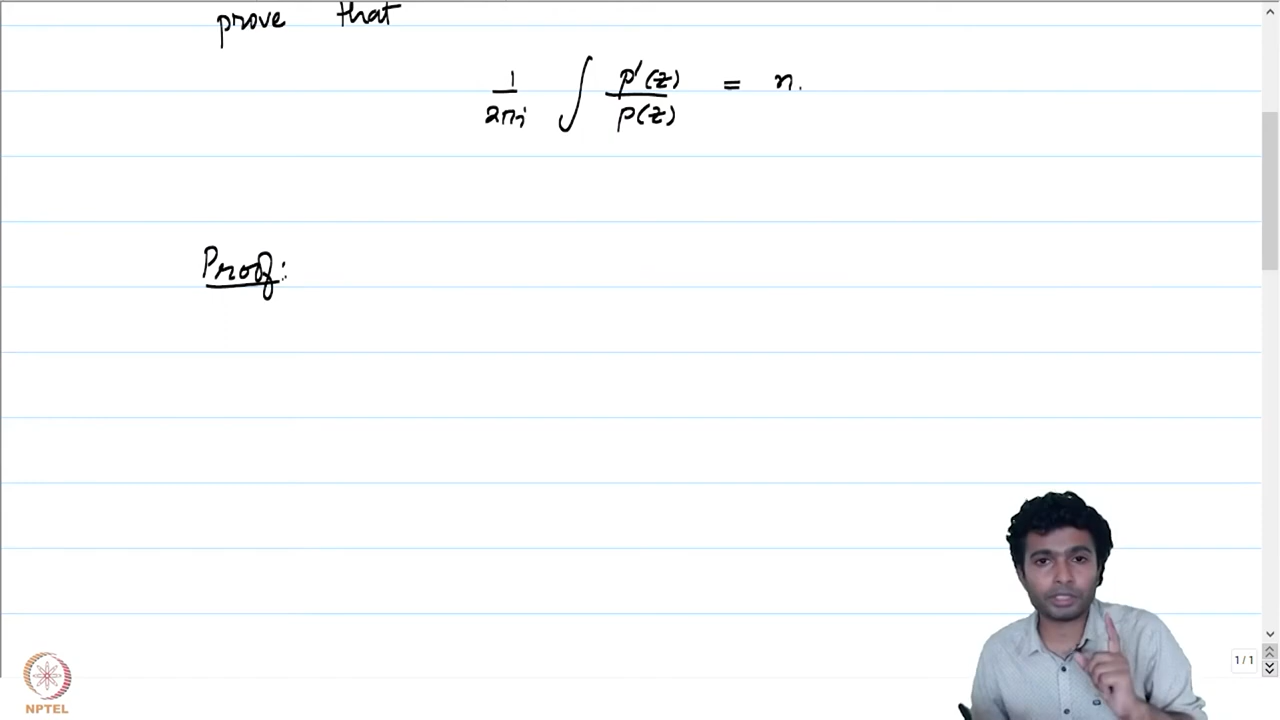 prove that
1/2πi ∫ p'(z)/p(z) = n.
Proof:
1 / 1
NPTEL